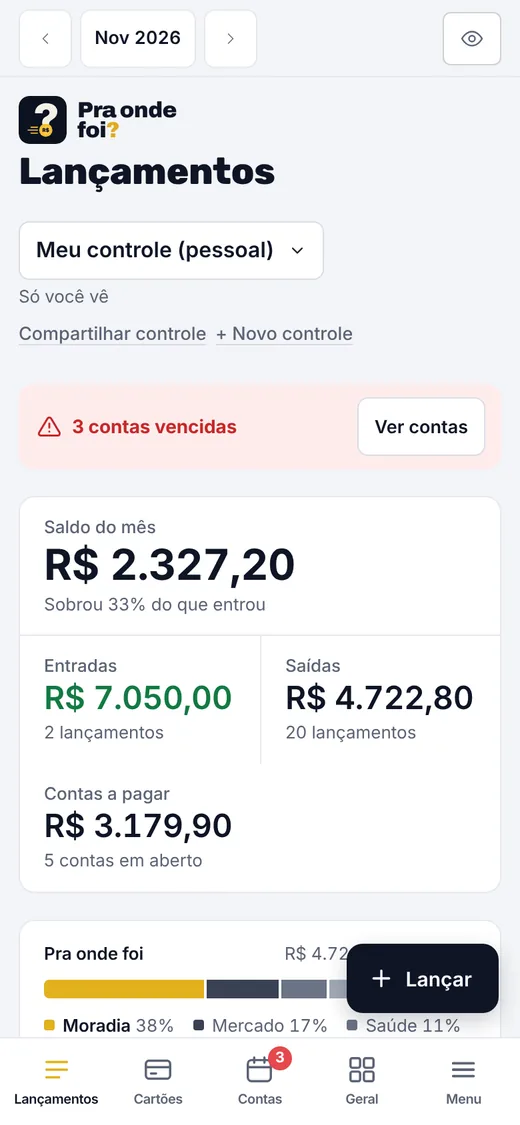 Nov 2026
Pra onde
foi?
Lançamentos
Meu controle (pessoal)
Só você vê
Compartilhar controle + Novo controle
3 contas vencidas
Ver contas
Saldo do mês
R$ 2.327,20
Sobrou 33% do que entrou
Entradas
R$ 7.050,00
2 lançamentos
Saídas
R$ 4.722,80
20 lançamentos
Contas a pagar
R$ 3.179,90
5 contas em aberto
Pra onde foi R$ 4.72
+ Lançar
Moradia 38% Mercado 17% Saúde 11%
3
Lançamentos Cartões Contas Geral Menu